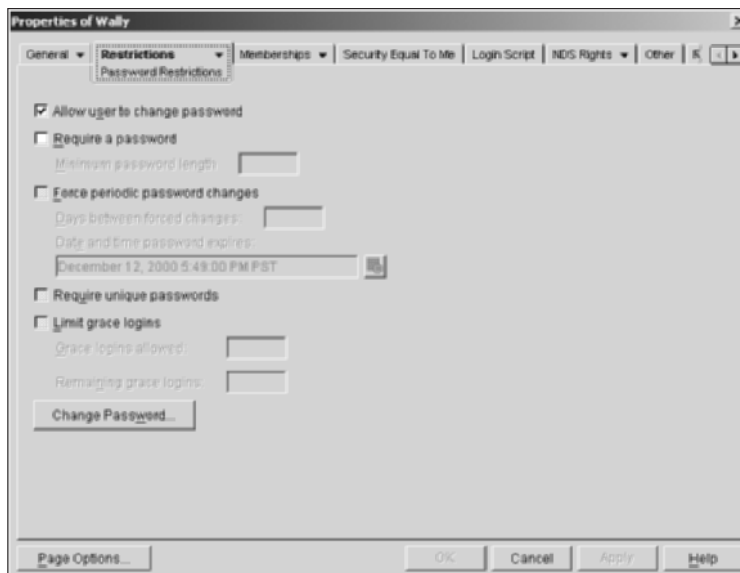 Properties of Wally
General Restrictions Memberships Security Equal To Me Login Script NDS Rights Other
Password Restrictions
Allow user to change password
Require a password
Minimum password length:
Force periodic password changes
Days between forced changes:
Date and time password expires:
December 12, 2000 5:49:00 PM PST
Require unique passwords
Limit grace logins
Grace logins allowed:
Remaining grace logins:
Change Password...
Page Options... OK Cancel Apply Help